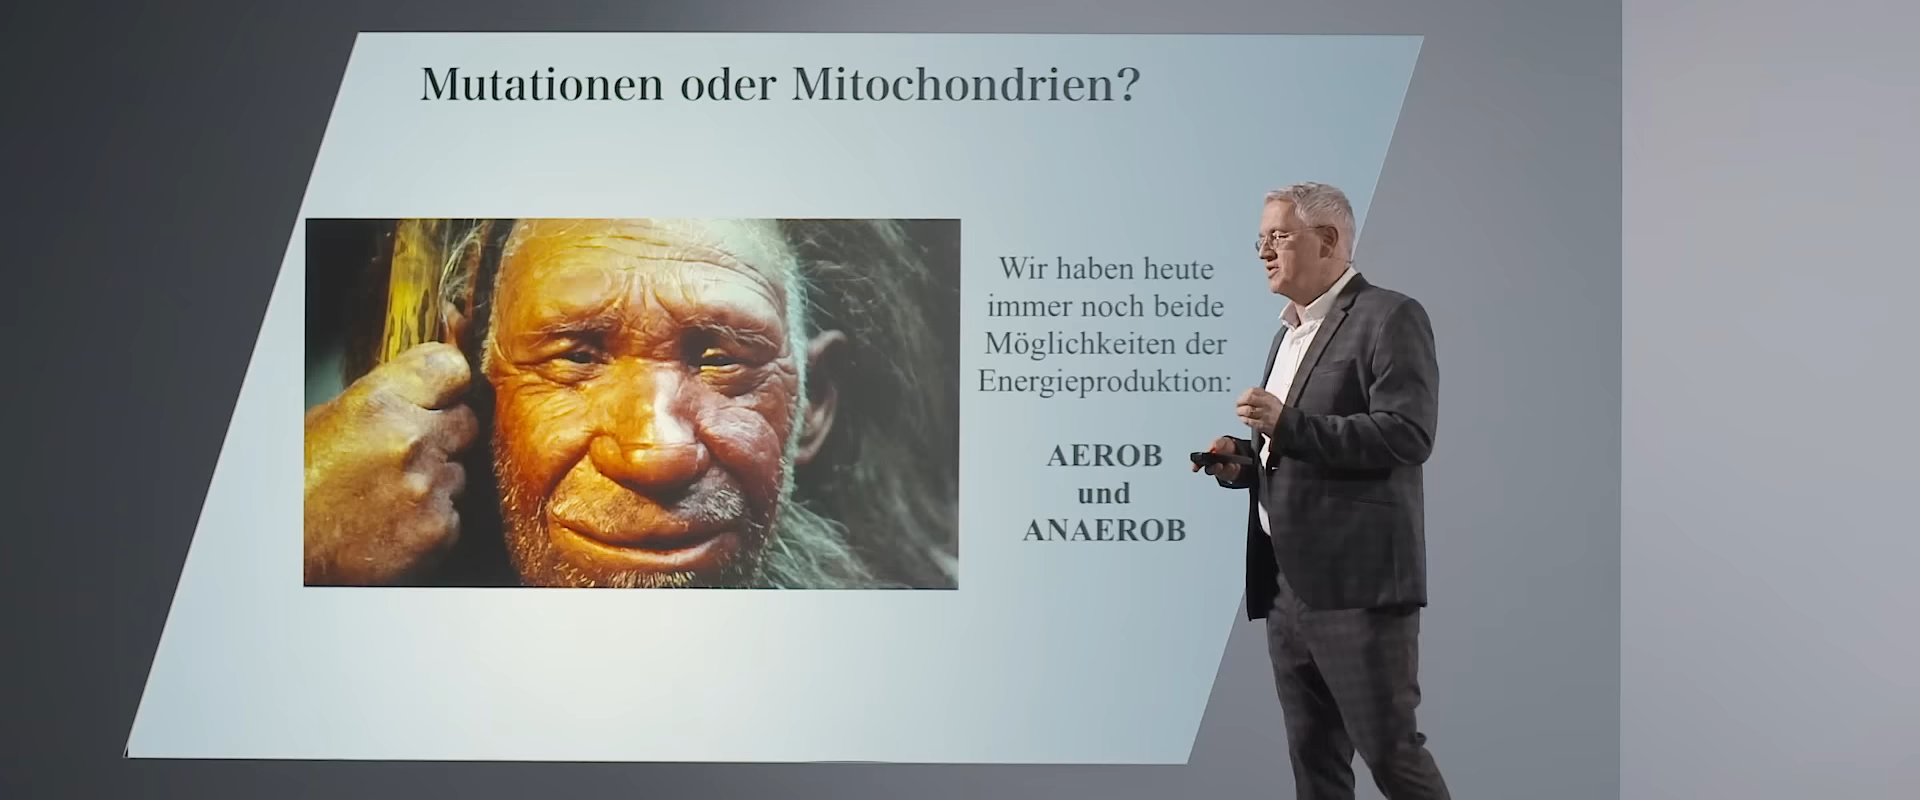 Mutationen oder Mitochondrien?
Wir haben heute
immer noch beide
Möglichkeiten der
Energieproduktion:
AEROB
und
ANAEROB